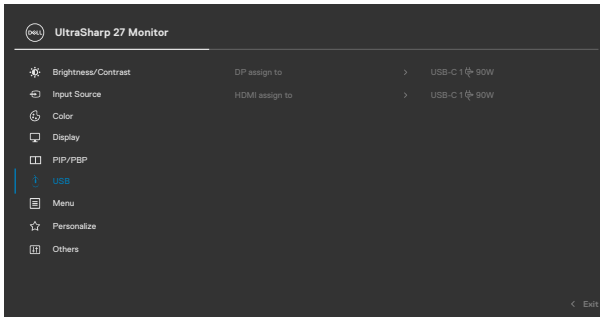 DELL UltraSharp 27 Monitor
Brightness/Contrast DP assign to > USB-C 1 90W
Input Source HDMI assign to > USB-C 1 90W
Color
Display
PIP/PBP
USB
Menu
Personalize
Others
< Exit